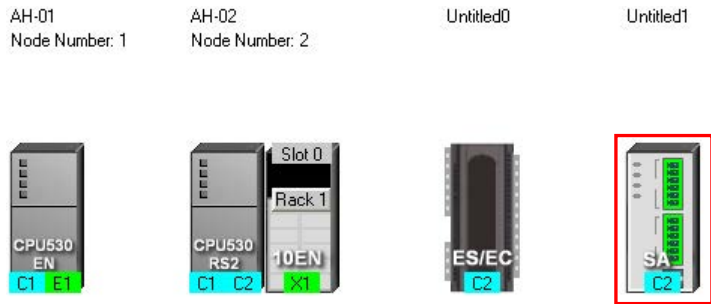 AH-01
Node Number: 1
AH-02
Node Number: 2
Untitled0
Untitled1
CPU530
EN
C1 E1
CPU530
RS2
C1 C2
Slot 0
Rack 1
10EN
X1
ES/EC
C2
SA
C2